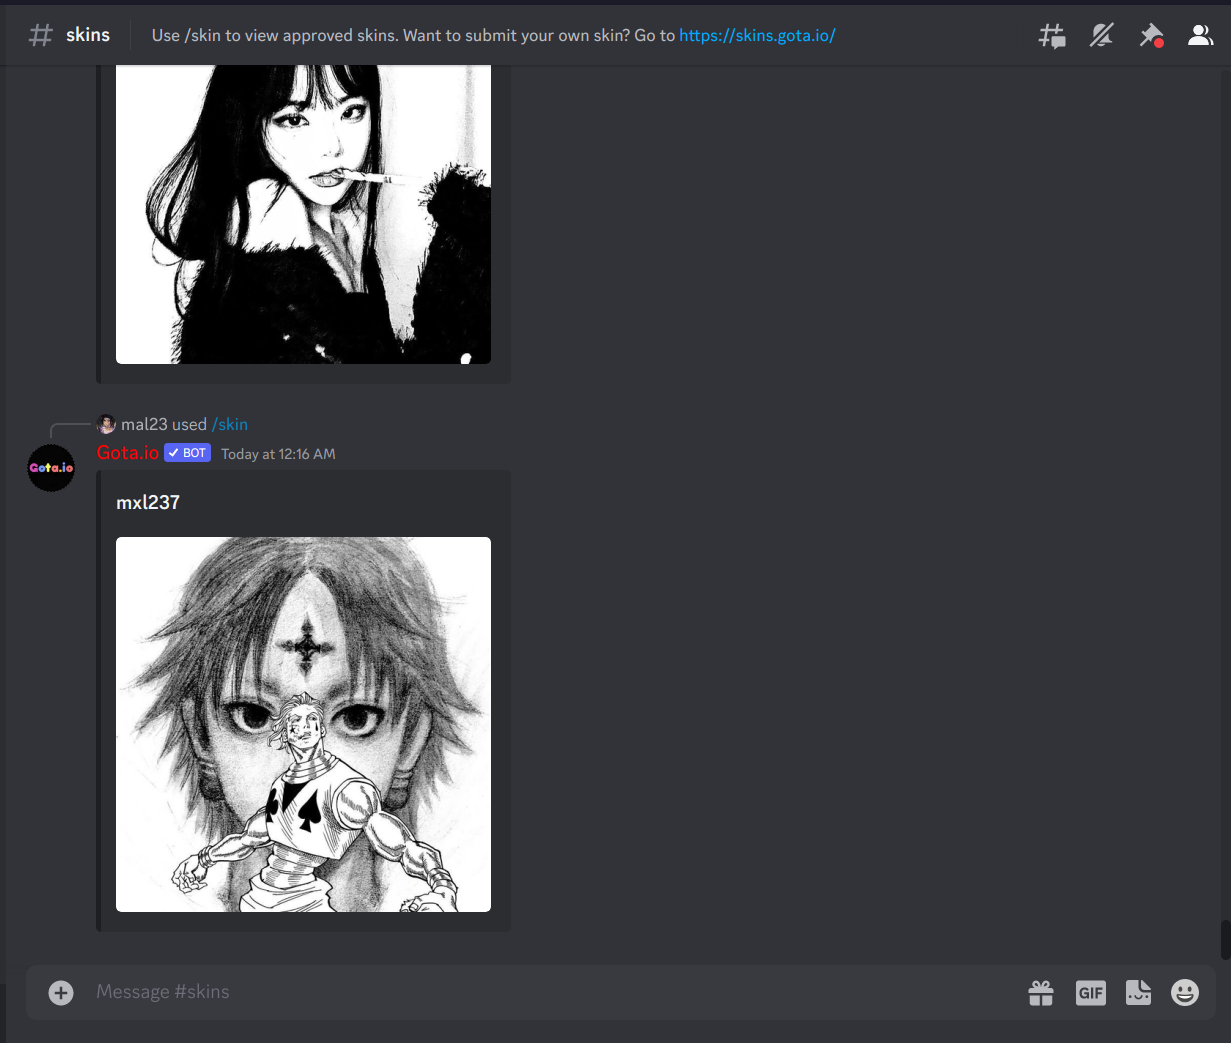 skins
Use /skin to view approved skins. Want to submit your own skin? Go to https://skins.gota.io/
mal23 used /skin
Gota.io BOT Today at 12:16 AM
Gota.io
mxl237
Message #skins
GIF